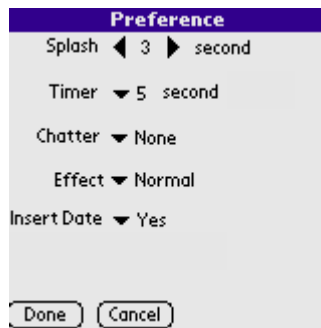 Preference
Splash 3 second
Timer 5 second
Chatter None
Effect Normal
Insert Date Yes
Done Cancel